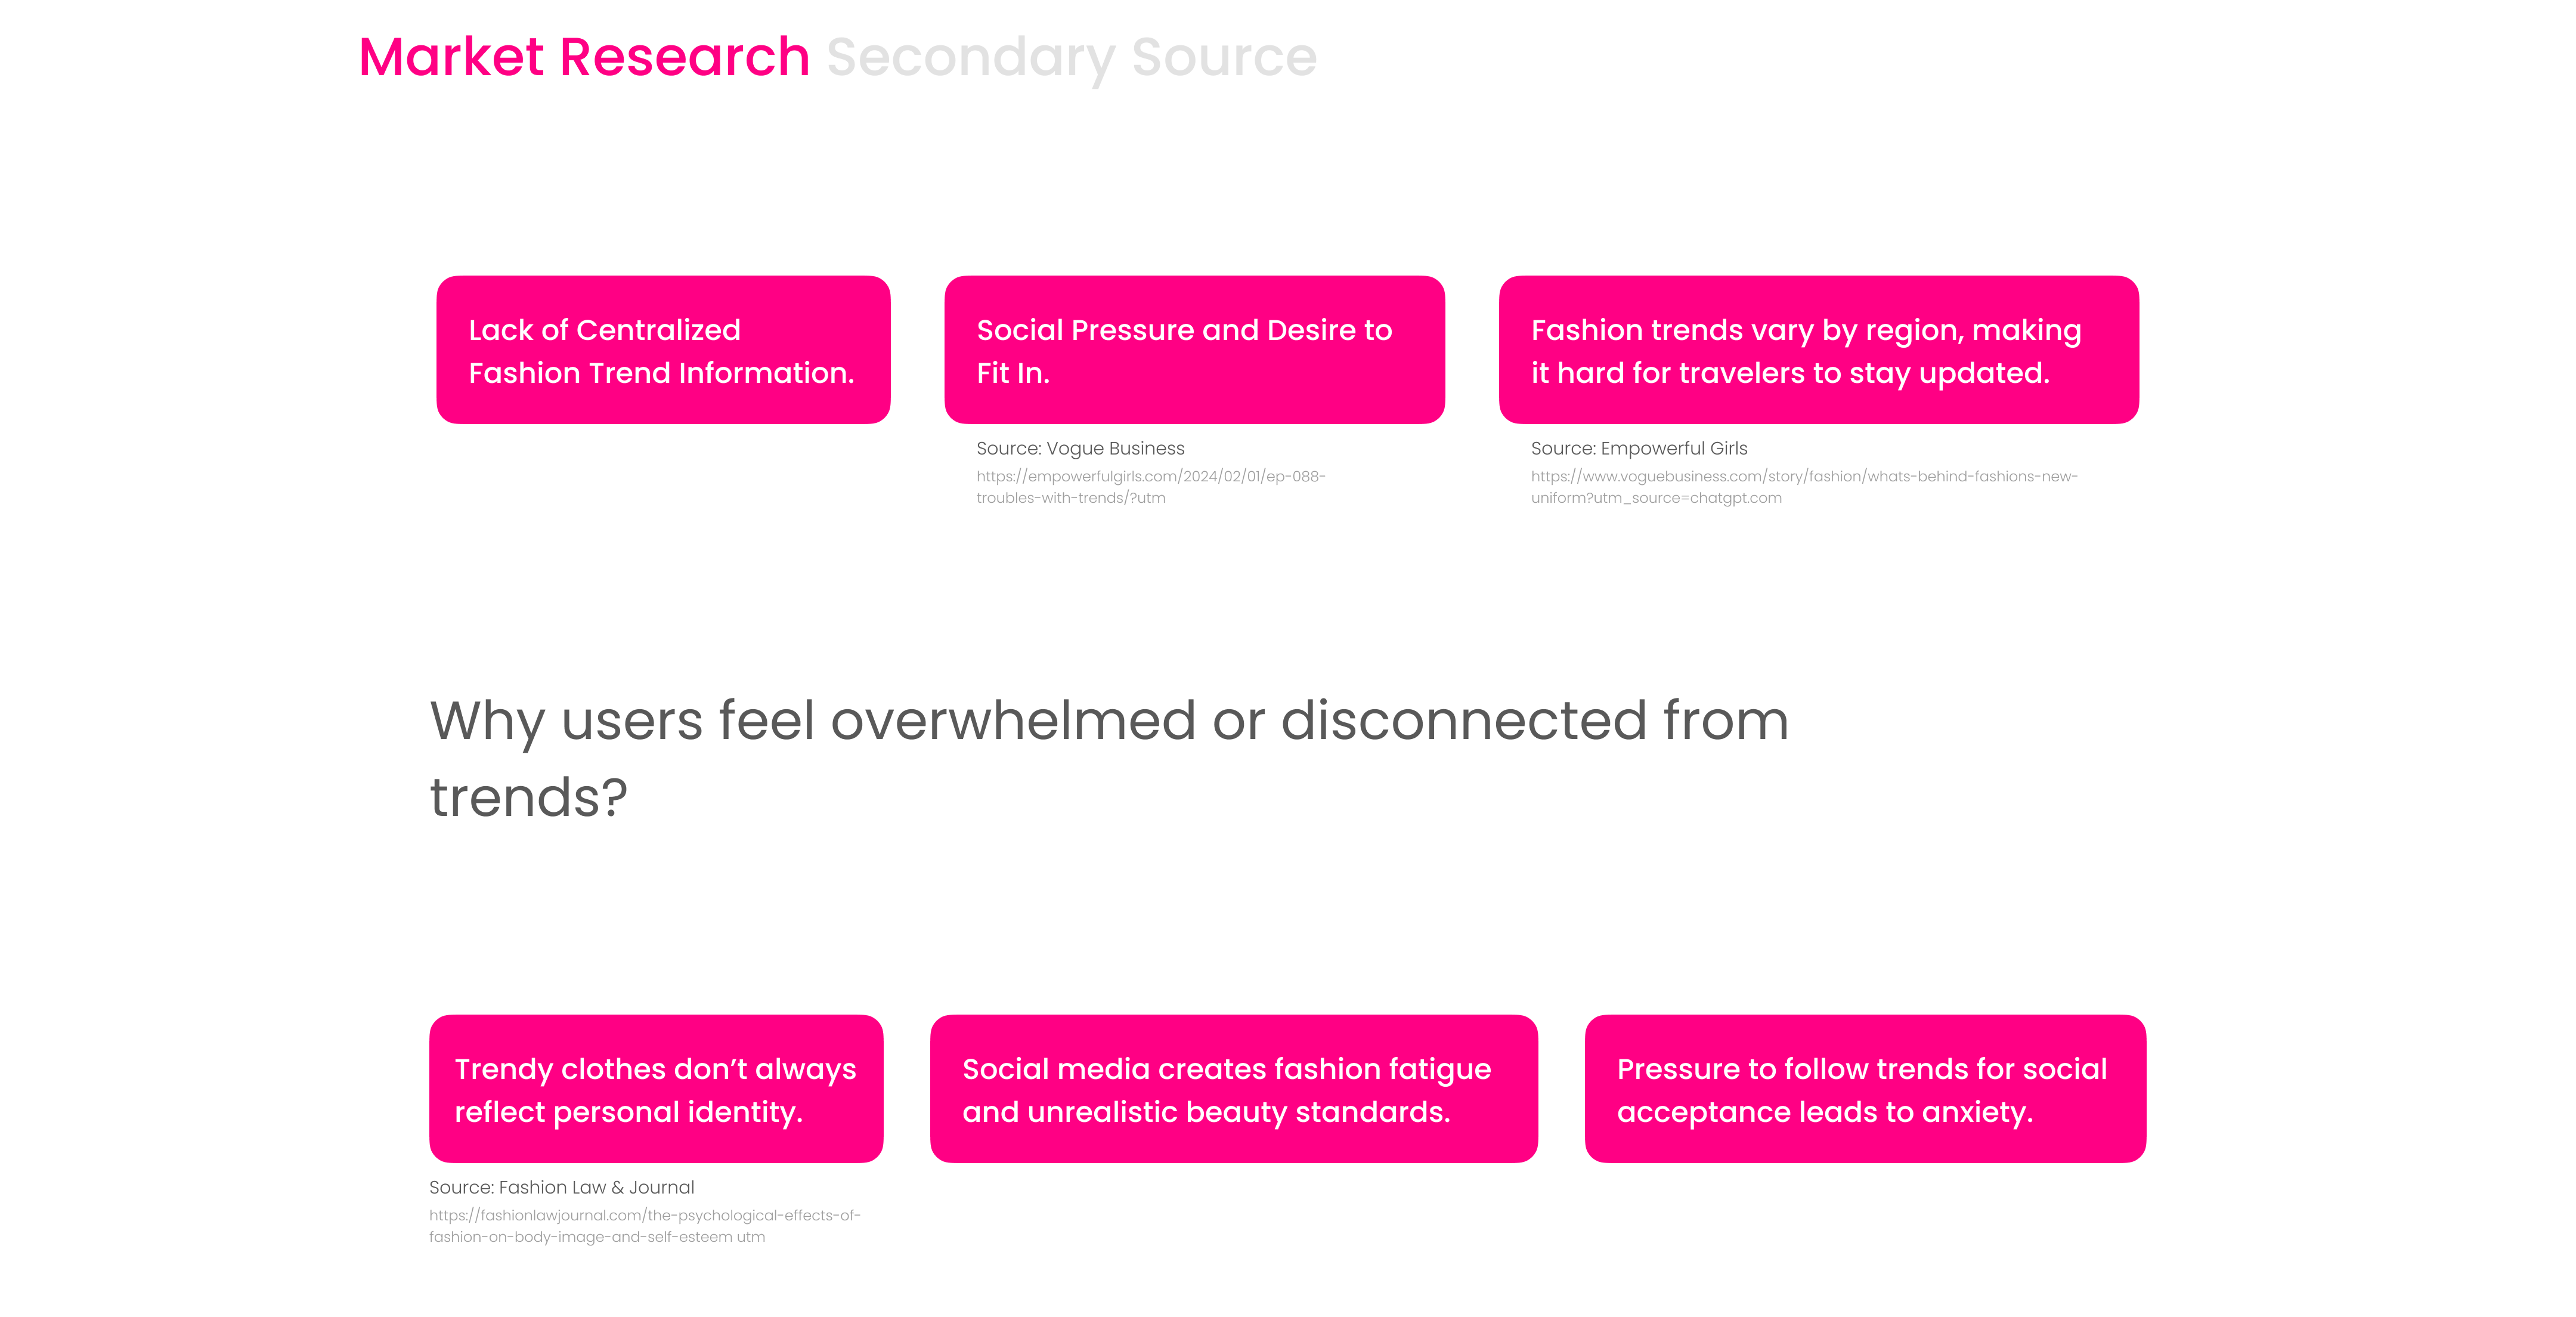 Market Research Secondary Source
Lack of Centralized
Fashion Trend Information.
Social Pressure and Desire to
Fit In.
Source: Vogue Business
https://empowerfulgirls.com/2024/02/01/ep-088-
troubles-with-trends/?utm
Fashion trends vary by region, making
it hard for travelers to stay updated.
Source: Empowerful Girls
https://www.voguebusiness.com/story/fashion/whats-behind-fashions-new-
uniform?utm_source=chatgpt.com
Why users feel overwhelmed or disconnected from
trends?
Trendy clothes don’t always
reflect personal identity.
Source: Fashion Law & Journal
https://fashionlawjournal.com/the-psychological-effects-of-
fashion-on-body-image-and-self-esteem utm
Social media creates fashion fatigue
and unrealistic beauty standards.
Pressure to follow trends for social
acceptance leads to anxiety.